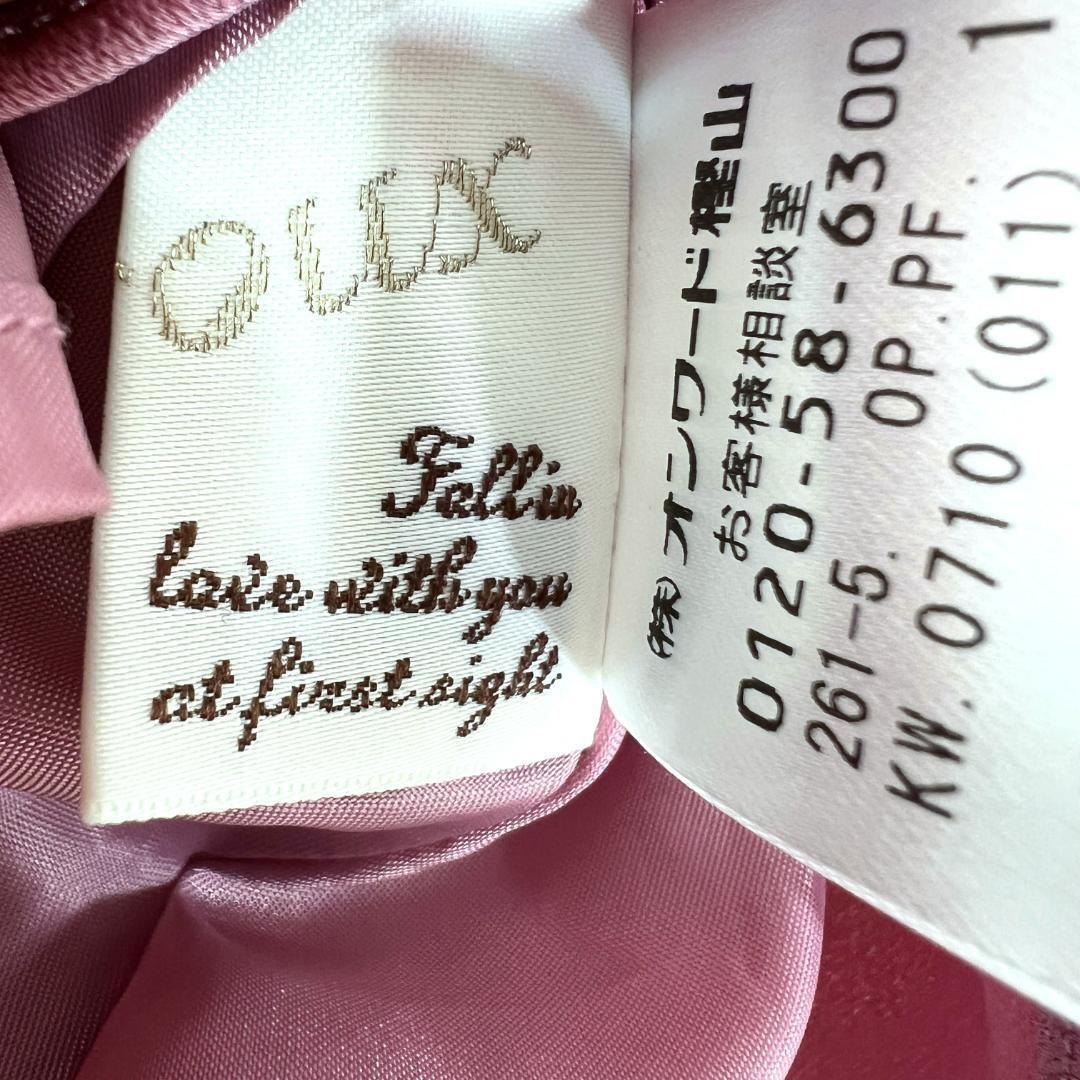 Fell in
love with you
at first sight.
(株)オンワード樫山
お客様相談室
0120-58-6300
261-5. OP.PF.
KW. 0710 (011) 1